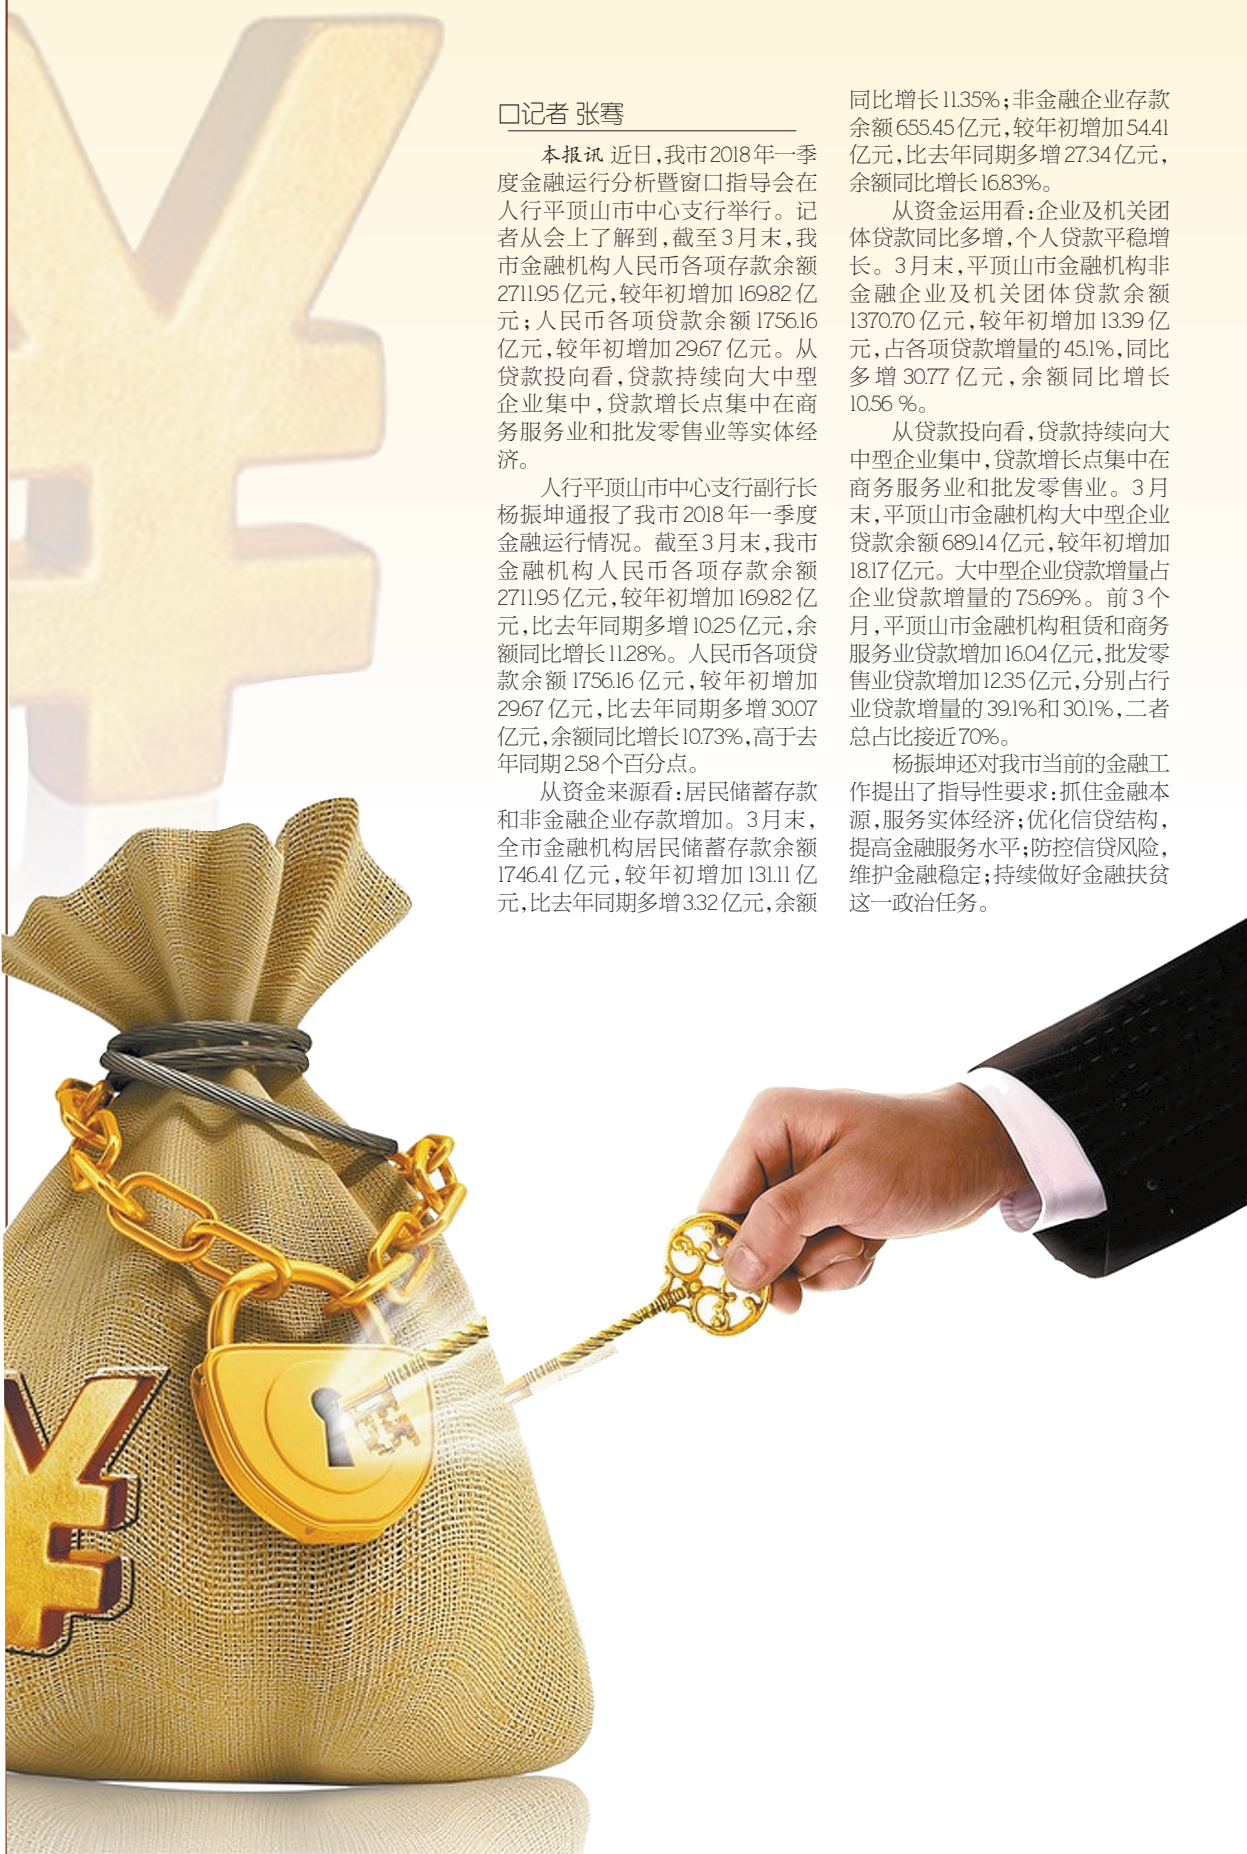 □记者 张骞
本报讯 近日,我市2018年一季
度金融运行分析暨窗口指导会在
人行平顶山市中心支行举行。记
者从会上了解到,截至3月末,我
市金融机构人民币各项存款余额
2711.95亿元,较年初增加169.82亿
元;人民币各项贷款余额1756.16
亿元,较年初增加29.67亿元。从
贷款投向看,贷款持续向大中型
企业集中,贷款增长点集中在商
务服务业和批发零售业等实体经
济。
人行平顶山市中心支行副行长
杨振坤通报了我市2018年一季度
金融运行情况。截至3月末,我市
金融机构人民币各项存款余额
2711.95亿元,较年初增加169.82亿
元,比去年同期多增10.25亿元,余
额同比增长11.28%。人民币各项贷
款余额1756.16亿元,较年初增加
29.67亿元,比去年同期多增30.07
亿元,余额同比增长10.73%,高于去
年同期2.58个百分点。
从资金来源看:居民储蓄存款
和非金融企业存款增加。3月末,
全市金融机构居民储蓄存款余额
1746.41亿元,较年初增加131.11亿
元,比去年同期多增3.32亿元,余额
同比增长11.35%;非金融企业存款
余额655.45亿元,较年初增加54.41
亿元,比去年同期多增27.34亿元,
余额同比增长16.83%。
从资金运用看:企业及机关团
体贷款同比多增,个人贷款平稳增
长。3月末,平顶山市金融机构非
金融企业及机关团体贷款余额
1370.70亿元,较年初增加13.39亿
元,占各项贷款增量的45.1%,同比
多增30.77亿元,余额同比增长
10.56 %。
从贷款投向看,贷款持续向大
中型企业集中,贷款增长点集中在
商务服务业和批发零售业。3月
末,平顶山市金融机构大中型企业
贷款余额689.14亿元,较年初增加
18.17亿元。大中型企业贷款增量占
企业贷款增量的75.69%。前3个
月,平顶山市金融机构租赁和商务
服务业贷款增加16.04亿元,批发零
售业贷款增加12.35亿元,分别占行
业贷款增量的39.1%和30.1%,二者
总占比接近70%。
杨振坤还对我市当前的金融工
作提出了指导性要求:抓住金融本
源,服务实体经济;优化信贷结构,
提高金融服务水平;防控信贷风险,
维护金融稳定;持续做好金融扶贫
这一政治任务。
¥
¥